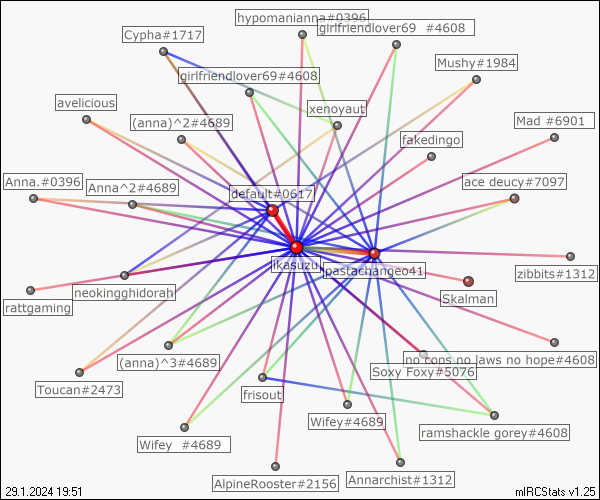 hypomanianna#0396
girlfriendlover69 #4608
Cypha#1717
Mushy#1984
girlfriendlover69#4608
avelicious
xenoyaut
(anna)^2#4689
Mad #6901
fakedingo
Anna.#0396
Anna^2#4689
ace deucy#7097
default#0617
ikasuzu
pastachange041
zibbits#1312
neokingghidorah
Skalman
rattgaming
(anna)^3#4689
no cops no laws no hope#4608
Soxy Foxy#5076
Toucan#2473
frisout
Wifey#4689
ramshackle gorey#4608
Wifey #4689
AlpineRooster#2156
Annarchist#1312
29.1.2024 19:51
mIRCStats v1.25